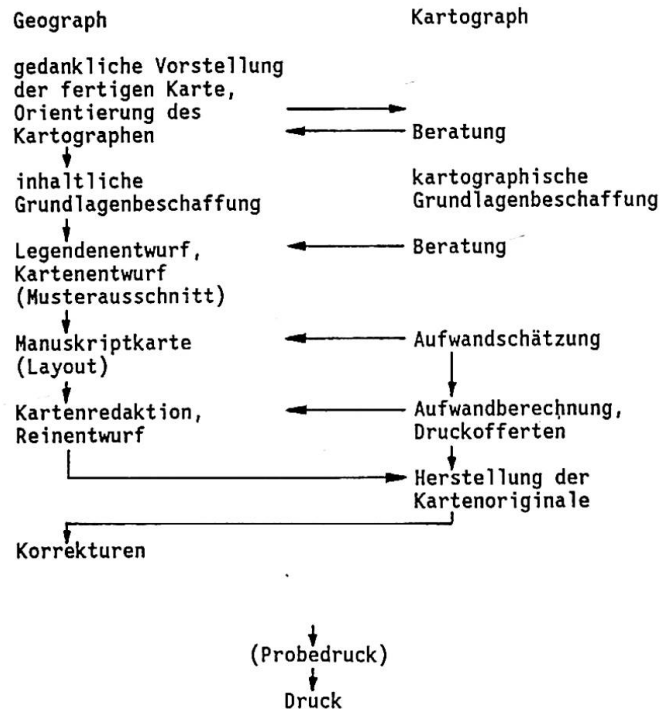 Geograph
Kartograph
gedankliche Vorstellung
der fertigen Karte,
Orientierung des
Kartographen
Beratung
inhaltliche
Grundlagenbeschaffung
kartographische
Grundlagenbeschaffung
Legendenentwurf,
Kartenentwurf
(Musterausschnitt)
Beratung
Manuskriptkarte
(Layout)
Aufwandschätzung
Kartenredaktion,
Reinentwurf
Aufwandberechnung,
Druckofferten
Herstellung der
Kartenoriginale
Korrekturen
(Probedruck)
Druck